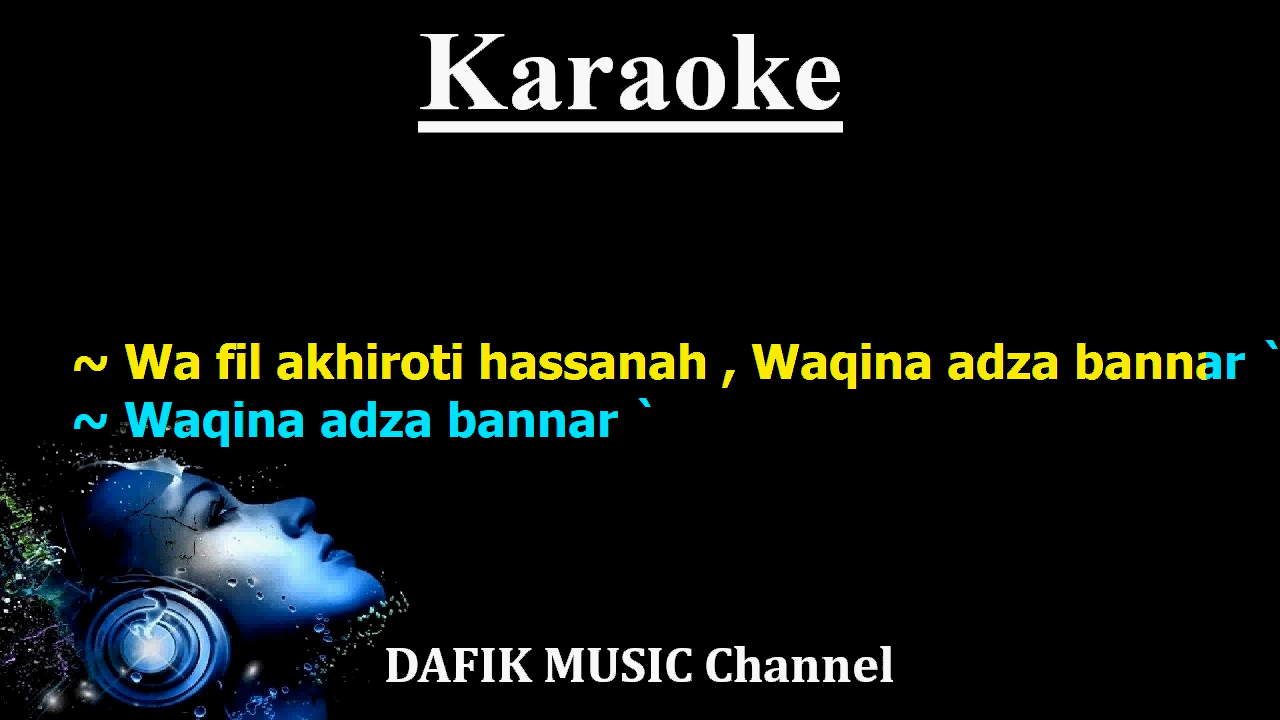 Karaoke
~ Wa fil akhiroti hassanah , Waqina adza bannar `
~ Waqina adza bannar `
DAFIK MUSIC Channel